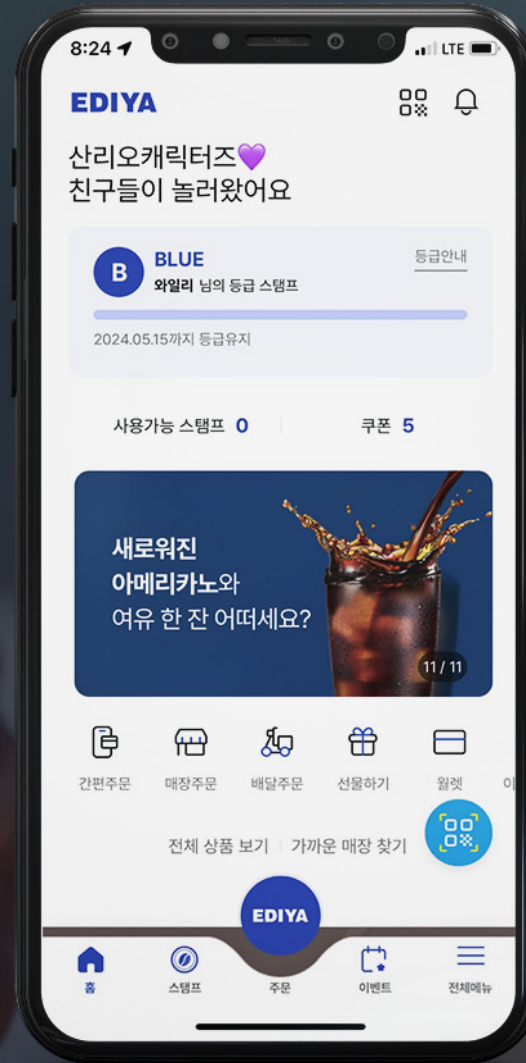 8:24
LTE
EDIYA
산리오캐릭터즈💜
친구들이 놀러왔어요
B
BLUE
등급안내
와일리 님의 등급 스탬프
2024.05.15까지 등급유지
사용가능 스탬프 0
쿠폰 5
새로워진
아메리카노와
여유 한 잔 어떠세요?
11 / 11
간편주문
매장주문
배달주문
선물하기
월렛
전체 상품 보기
가까운 매장 찾기
EDIYA
홈
스탬프
주문
이벤트
전체메뉴